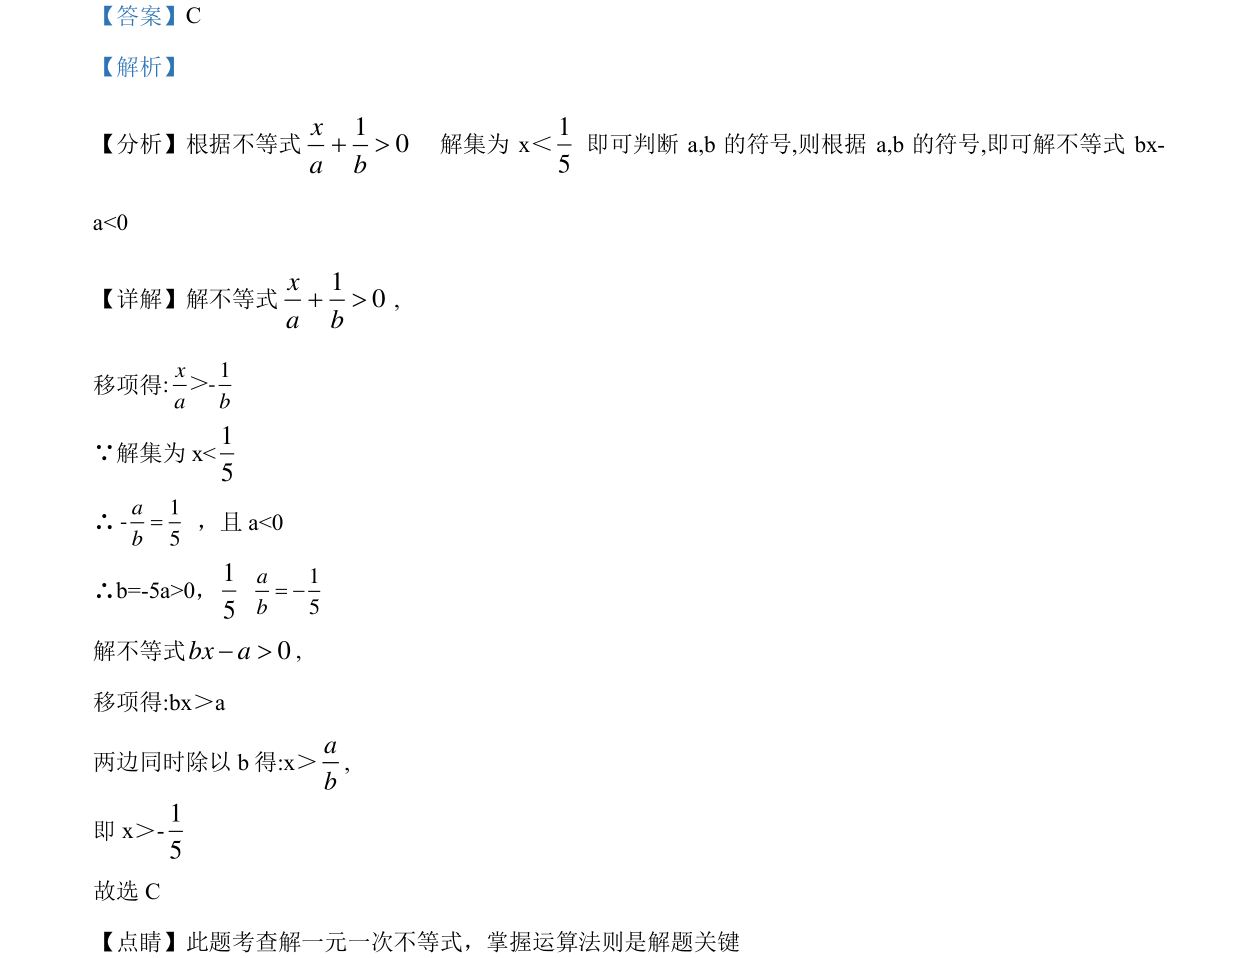 【答案】C
【解析】
【分析】根据不等式 x/a + 1/b > 0 解集为 x＜1/5 即可判断 a,b 的符号,则根据 a,b 的符号,即可解不等式 bx-
a<0
【详解】解不等式 x/a + 1/b > 0 ,
移项得: x/a ＞- 1/b
∵解集为 x< 1/5
∴ - a/b = 1/5 ，且 a<0
∴b=-5a>0， 1/5 a/b = − 1/5
解不等式 bx − a > 0 ,
移项得:bx＞a
两边同时除以 b 得:x＞ a/b ,
即 x＞- 1/5
故选 C
【点睛】此题考查解一元一次不等式，掌握运算法则是解题关键